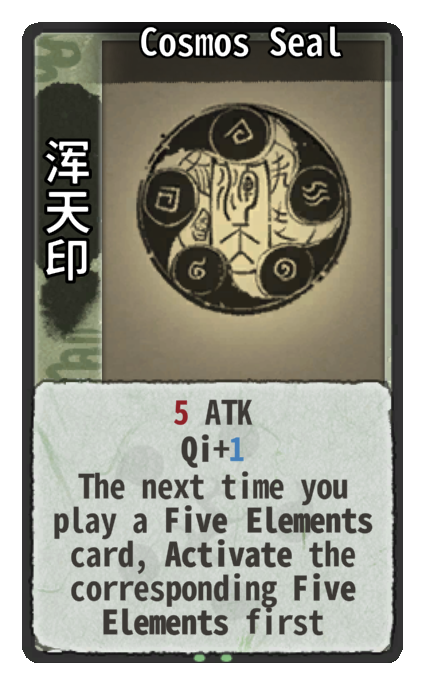 Cosmos Seal
浑天印
5 ATK
Qi+1
The next time you
play a Five Elements
card, Activate the
corresponding Five
Elements first